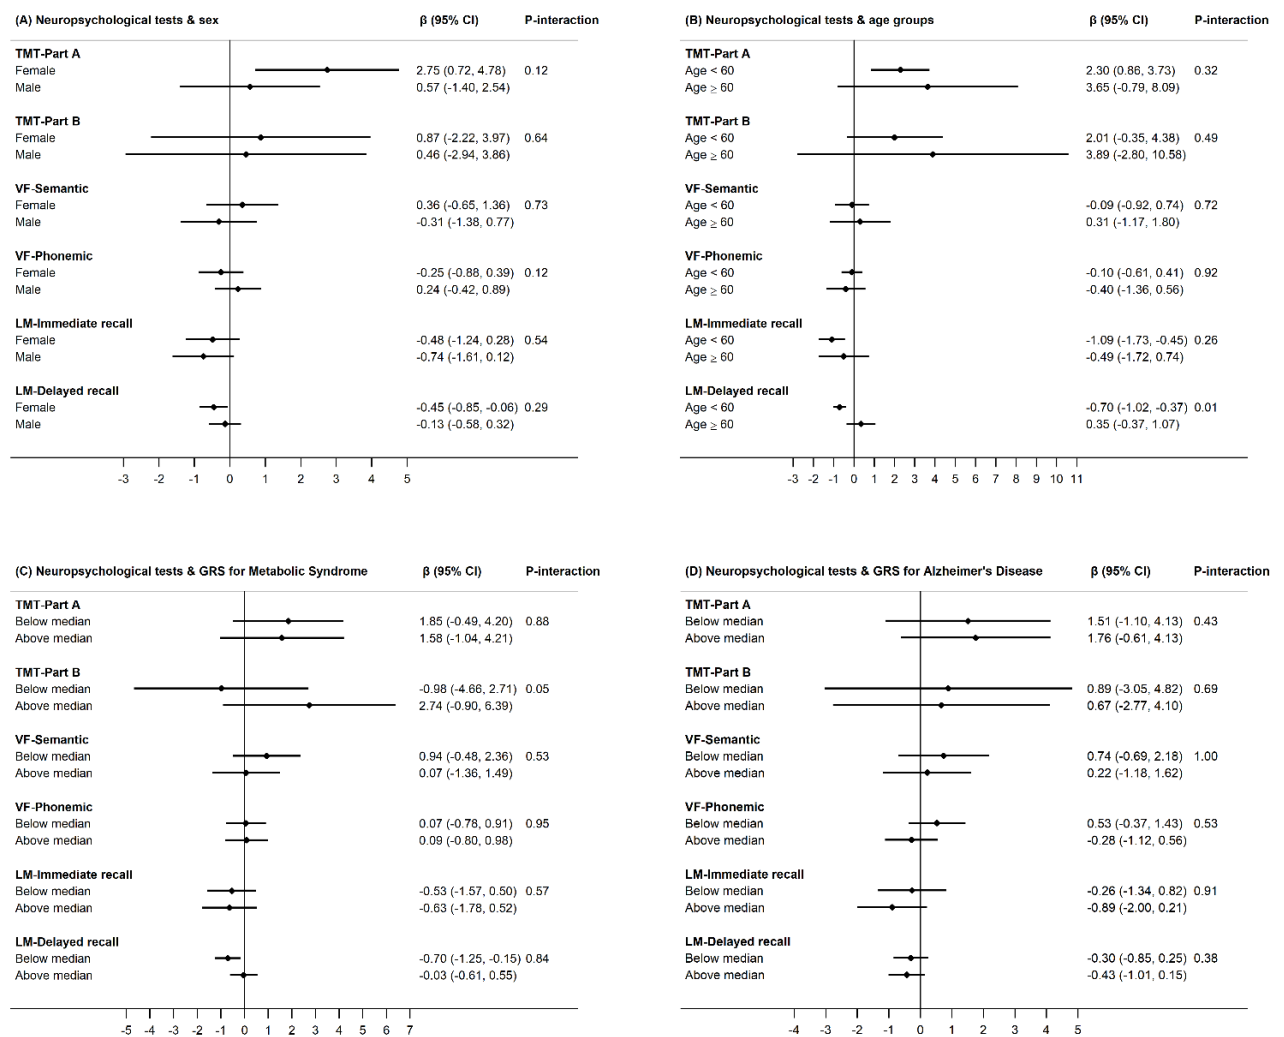 (A) Neuropsychological tests & sex β (95% CI) P-interaction
TMT-Part A
Female 2.75 (0.72, 4.78) 0.12
Male 0.57 (-1.40, 2.54)
TMT-Part B
Female 0.87 (-2.22, 3.97) 0.64
Male 0.46 (-2.94, 3.86)
VF-Semantic
Female 0.36 (-0.65, 1.36) 0.73
Male -0.31 (-1.38, 0.77)
VF-Phonemic
Female -0.25 (-0.88, 0.39) 0.12
Male 0.24 (-0.42, 0.89)
LM-Immediate recall
Female -0.48 (-1.24, 0.28) 0.54
Male -0.74 (-1.61, 0.12)
LM-Delayed recall
Female -0.45 (-0.85, -0.06) 0.29
Male -0.13 (-0.58, 0.32)
-3 -2 -1 0 1 2 3 4 5
(B) Neuropsychological tests & age groups β (95% CI) P-interaction
TMT-Part A
Age < 60 2.30 (0.86, 3.73) 0.32
Age ≥ 60 3.65 (-0.79, 8.09)
TMT-Part B
Age < 60 2.01 (-0.35, 4.38) 0.49
Age ≥ 60 3.89 (-2.80, 10.58)
VF-Semantic
Age < 60 -0.09 (-0.92, 0.74) 0.72
Age ≥ 60 0.31 (-1.17, 1.80)
VF-Phonemic
Age < 60 -0.10 (-0.61, 0.41) 0.92
Age ≥ 60 -0.40 (-1.36, 0.56)
LM-Immediate recall
Age < 60 -1.09 (-1.73, -0.45) 0.26
Age ≥ 60 -0.49 (-1.72, 0.74)
LM-Delayed recall
Age < 60 -0.70 (-1.02, -0.37) 0.01
Age ≥ 60 0.35 (-0.37, 1.07)
-3 -2 -1 0 1 2 3 4 5 6 7 8 9 10 11
(C) Neuropsychological tests & GRS for Metabolic Syndrome β (95% CI) P-interaction
TMT-Part A
Below median 1.85 (-0.49, 4.20) 0.88
Above median 1.58 (-1.04, 4.21)
TMT-Part B
Below median -0.98 (-4.66, 2.71) 0.05
Above median 2.74 (-0.90, 6.39)
VF-Semantic
Below median 0.94 (-0.48, 2.36) 0.53
Above median 0.07 (-1.36, 1.49)
VF-Phonemic
Below median 0.07 (-0.78, 0.91) 0.95
Above median 0.09 (-0.80, 0.98)
LM-Immediate recall
Below median -0.53 (-1.57, 0.50) 0.57
Above median -0.63 (-1.78, 0.52)
LM-Delayed recall
Below median -0.70 (-1.25, -0.15) 0.84
Above median -0.03 (-0.61, 0.55)
-5 -4 -3 -2 -1 0 1 2 3 4 5 6 7
(D) Neuropsychological tests & GRS for Alzheimer's Disease β (95% CI) P-interaction
TMT-Part A
Below median 1.51 (-1.10, 4.13) 0.43
Above median 1.76 (-0.61, 4.13)
TMT-Part B
Below median 0.89 (-3.05, 4.82) 0.69
Above median 0.67 (-2.77, 4.10)
VF-Semantic
Below median 0.74 (-0.69, 2.18) 1.00
Above median 0.22 (-1.18, 1.62)
VF-Phonemic
Below median 0.53 (-0.37, 1.43) 0.53
Above median -0.28 (-1.12, 0.56)
LM-Immediate recall
Below median -0.26 (-1.34, 0.82) 0.91
Above median -0.89 (-2.00, 0.21)
LM-Delayed recall
Below median -0.30 (-0.85, 0.25) 0.38
Above median -0.43 (-1.01, 0.15)
-4 -3 -2 -1 0 1 2 3 4 5